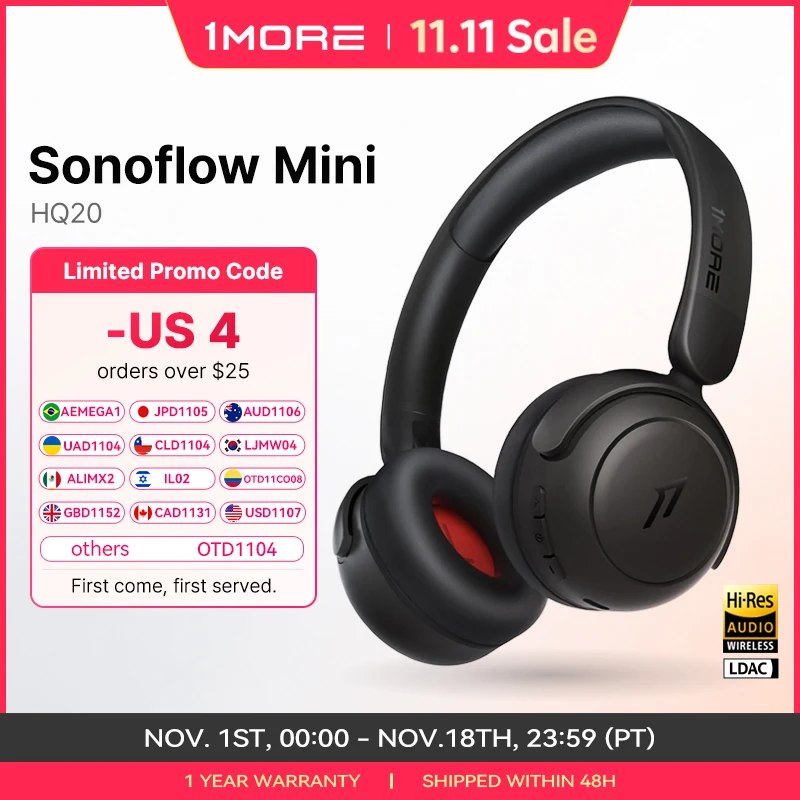 1MORE | 11.11 Sale
Sonoflow Mini
HQ20
Limited Promo Code
-US 4
orders over $25
AEMEGA1 JPD1105 AUD1106
UAD1104 CLD1104 LJMW04
ALIMX2 IL02 OTD11CO08
GBD1152 CAD1131 USD1107
others OTD1104
First come, first served.
1MORE
Hi-Res
AUDIO
WIRELESS
LDAC
NOV. 1ST, 00:00 – NOV.18TH, 23:59 (PT)
1 YEAR WARRANTY | SHIPPED WITHIN 48H